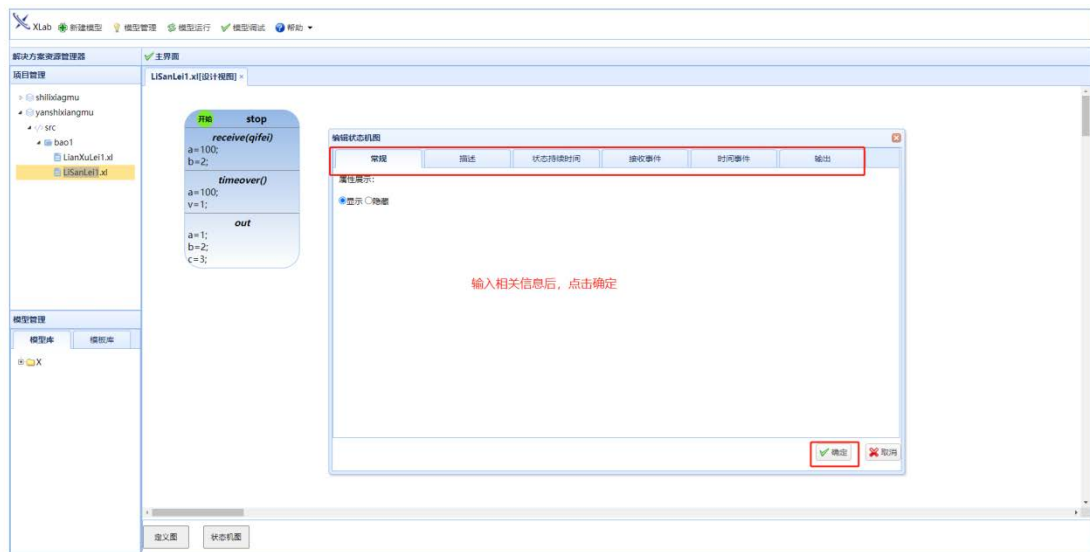 XLab 新建模型 模型管理 模型运行 模型调试 帮助
解决方案资源管理器
主界面
项目管理
LiSanLei1.xl[设计视图]
shilixiagmu
yanshixiangmu
src
bao1
LianXuLei1.xl
LiSanLei1.xl
开始 stop
receive(qifei)
a=100;
b=2;
timeover()
a=100;
v=1;
out
a=1;
b=2;
c=3;
编辑状态机图
常规 描述 状态持续时间 接收事件 时间事件 输出
属性展示:
显示 隐藏
输入相关信息后，点击确定
确定 取消
模型管理
模型库 模板库
X
定义图 状态机图